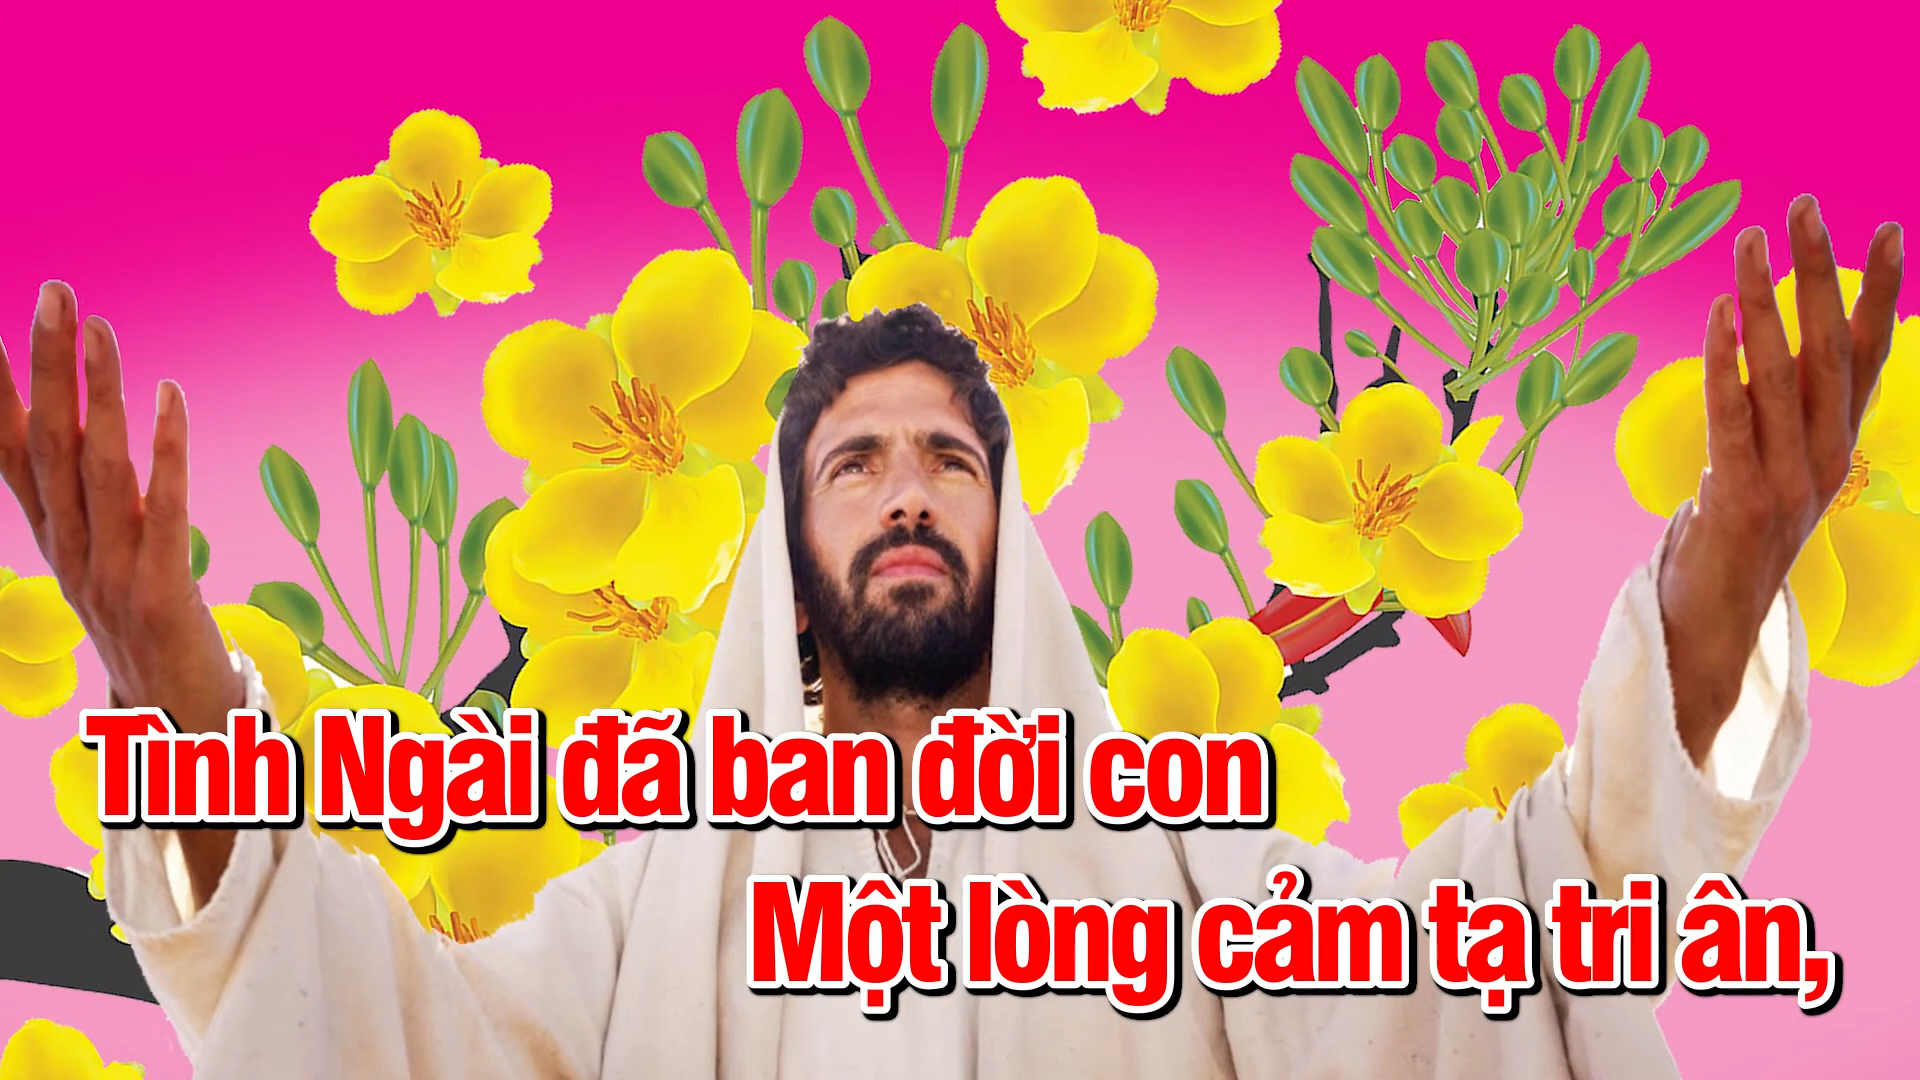 Tình Ngài đã ban đời con
Một lòng cảm tạ tri ân,